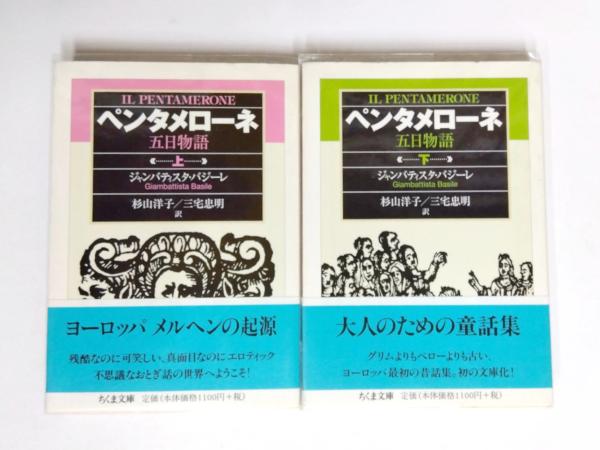 IL PENTAMERONE
ペンタメローネ
五日物語
上
ジャンバティスタ・バジーレ
Giambattista Basile
杉山洋子／三宅忠明
訳
ヨーロッパ メルヘンの起源
残酷なのに可笑しい、真面目なのにエロティック
不思議なおとぎ話の世界へようこそ!
ちくま文庫 定価(本体価格1100円+税)
IL PENTAMERONE
ペンタメローネ
五日物語
下
ジャンバティスタ・バジーレ
Giambattista Basile
杉山洋子／三宅忠明
訳
大人のための童話集
グリムよりもペローよりも古い、
ヨーロッパ最初の昔話集。初の文庫化!
ちくま文庫 定価(本体価格1100円+税)